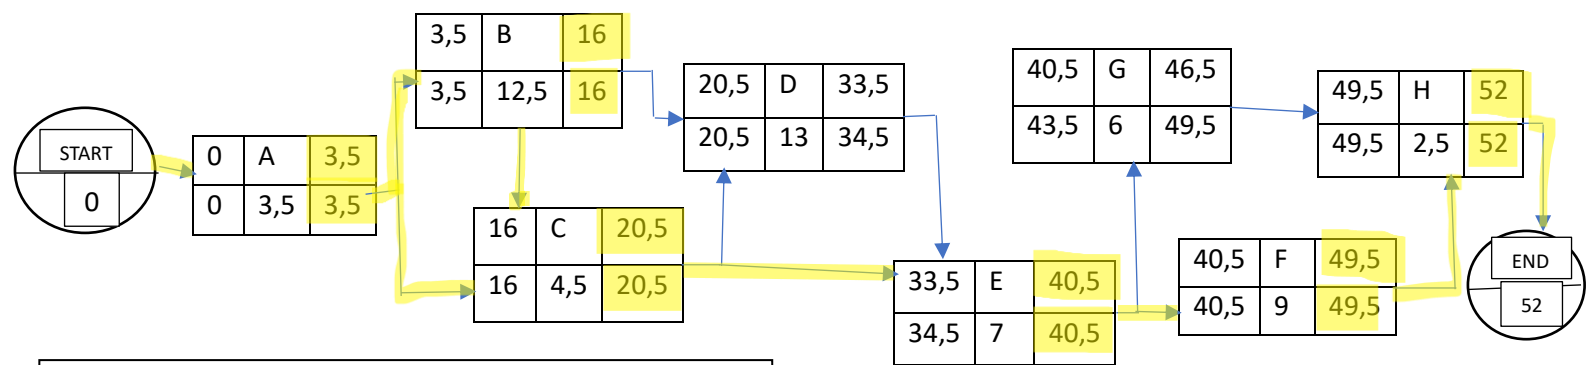 START
0
0 A 3,5
0 3,5 3,5
3,5 B 16
3,5 12,5 16
16 C 20,5
16 4,5 20,5
20,5 D 33,5
20,5 13 34,5
33,5 E 40,5
34,5 7 40,5
40,5 G 46,5
43,5 6 49,5
40,5 F 49,5
40,5 9 49,5
49,5 H 52
49,5 2,5 52
END
52